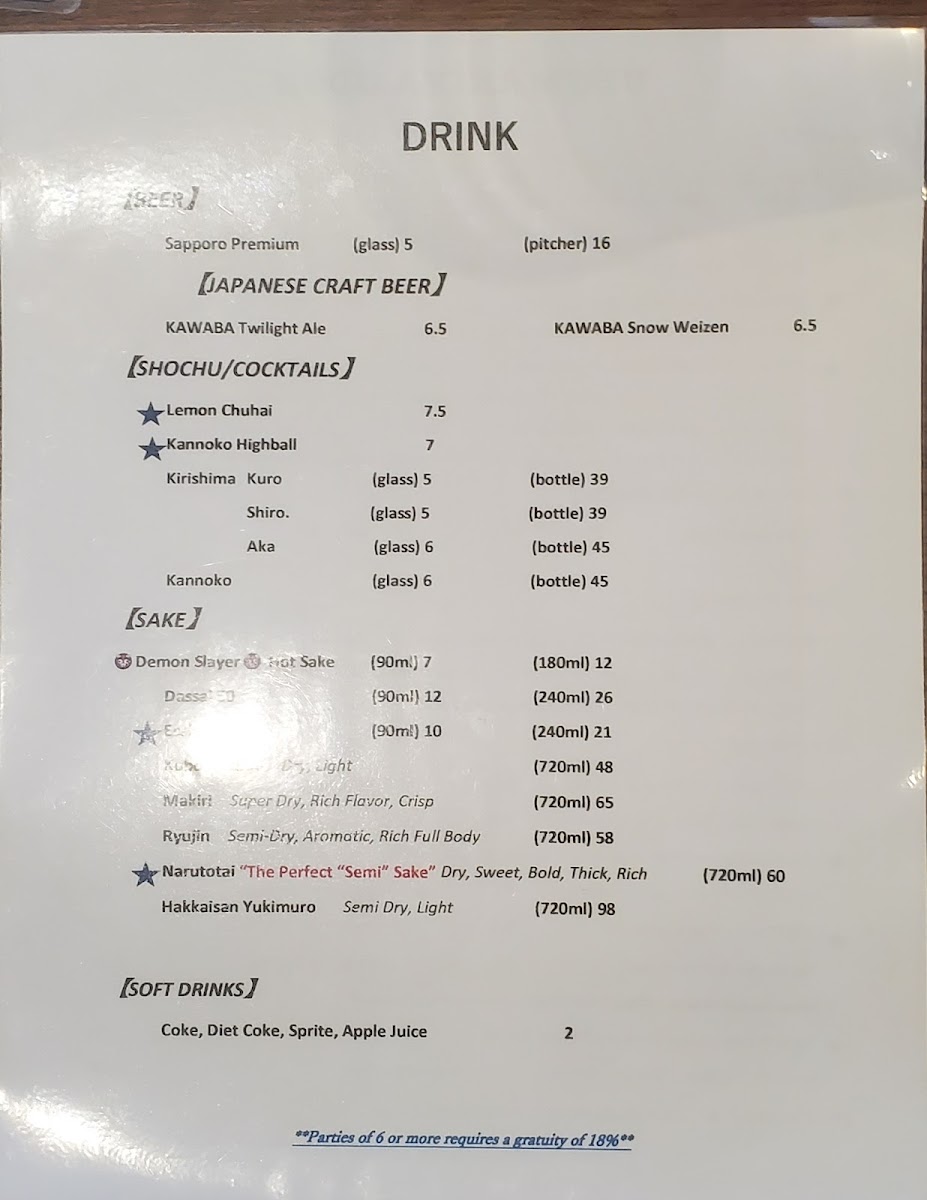 DRINK
【BEER】
Sapporo Premium (glass) 5 (pitcher) 16
【JAPANESE CRAFT BEER】
KAWABA Twilight Ale 6.5 KAWABA Snow Weizen 6.5
【SHOCHU/COCKTAILS】
Lemon Chuhai 7.5
Kannoko Highball 7
Kirishima Kuro (glass) 5 (bottle) 39
Shiro. (glass) 5 (bottle) 39
Aka (glass) 6 (bottle) 45
Kannoko (glass) 6 (bottle) 45
【SAKE】
Demon Slayer Hot Sake (90ml) 7 (180ml) 12
(90ml) 12 (240ml) 26
(90ml) 10 (240ml) 21
Light (720ml) 48
Makiri Super Dry, Rich Flavor, Crisp (720ml) 65
Ryujin Semi-Dry, Aromatic, Rich Full Body (720ml) 58
Narutotai "The Perfect "Semi" Sake" Dry, Sweet, Bold, Thick, Rich (720ml) 60
Hakkaisan Yukimuro Semi Dry, Light (720ml) 98
【SOFT DRINKS】
Coke, Diet Coke, Sprite, Apple Juice 2
**Parties of 6 or more requires a gratuity of 18%**